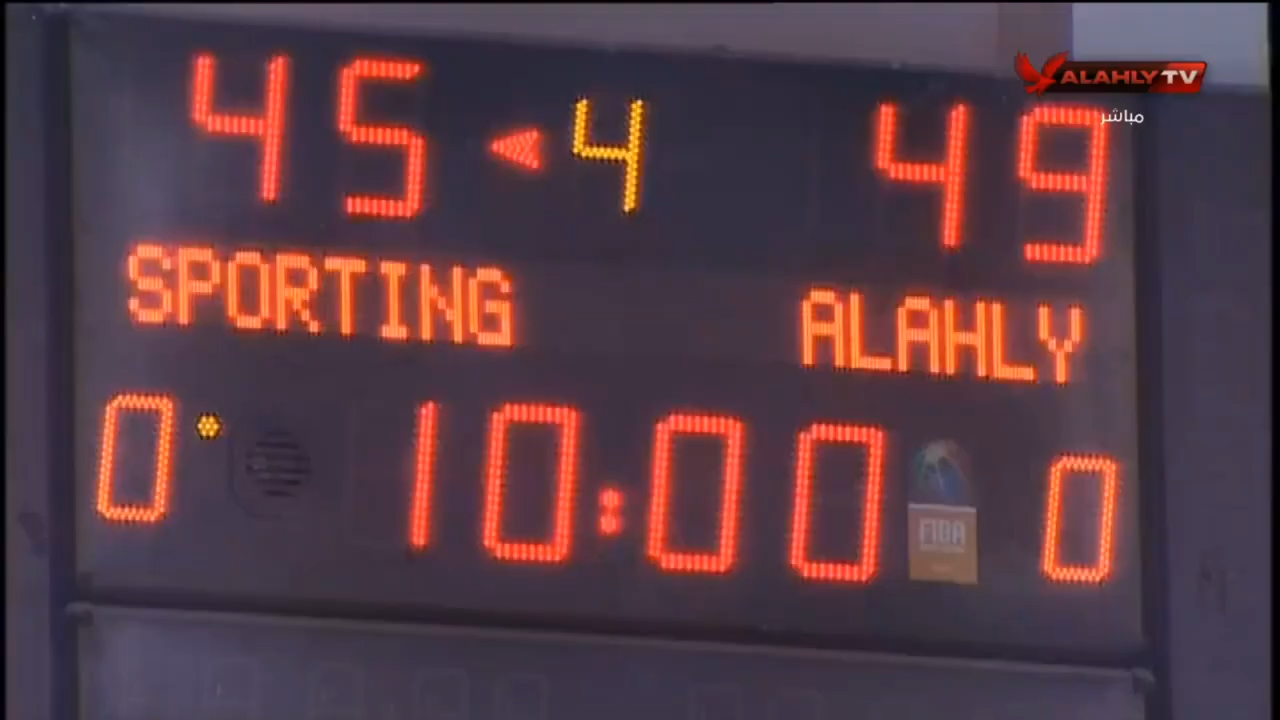 ALAHLY TV
مباشر
45 4 49
SPORTING ALAHLY
0 10:00 0
FIBA